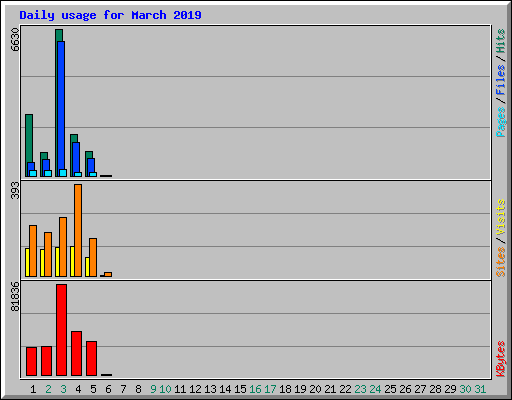 Daily usage for March 2019
6630
Pages / Files / Hits
393
Sites / Visits
81836
KBytes
1 2 3 4 5 6 7 8 9 10 11 12 13 14 15 16 17 18 19 20 21 22 23 24 25 26 27 28 29 30 31